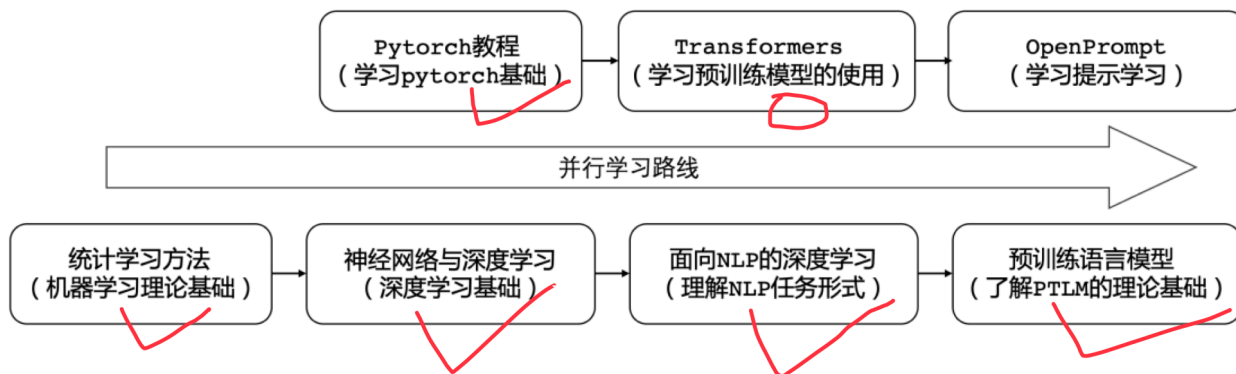 Pytorch教程
（学习pytorch基础）
Transformers
（学习预训练模型的使用）
OpenPrompt
（学习提示学习）
并行学习路线
统计学习方法
（机器学习理论基础）
神经网络与深度学习
（深度学习基础）
面向NLP的深度学习
（理解NLP任务形式）
预训练语言模型
（了解PTLM的理论基础）